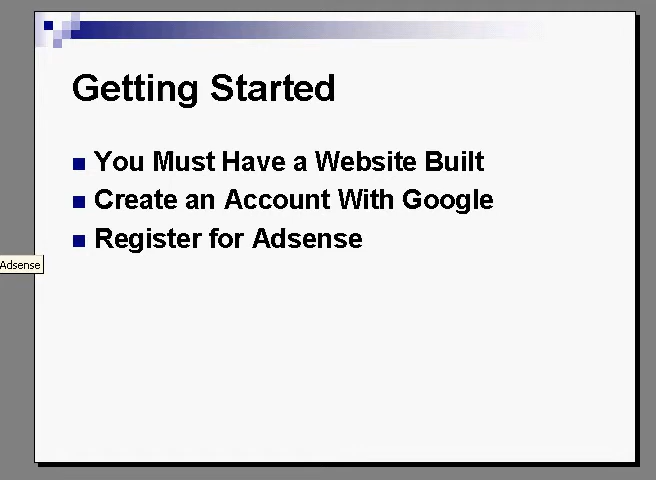 Getting Started
You Must Have a Website Built
Create an Account With Google
Register for Adsense
Adsense